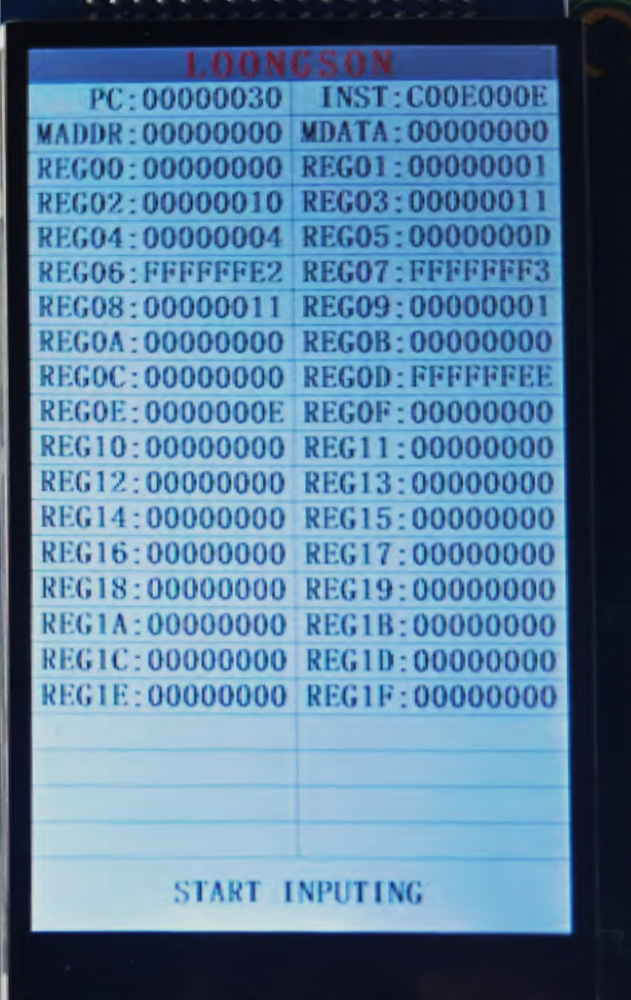 LOONGSON
PC:00000030 INST:C00E000E
MADDR:00000000 MDATA:00000000
REG00:00000000 REG01:00000001
REG02:00000010 REG03:00000011
REG04:00000004 REG05:0000000D
REG06:FFFFFFE2 REG07:FFFFFFF3
REG08:00000011 REG09:00000001
REG0A:00000000 REG0B:00000000
REG0C:00000000 REG0D:FFFFFFEE
REG0E:0000000E REG0F:00000000
REG10:00000000 REG11:00000000
REG12:00000000 REG13:00000000
REG14:00000000 REG15:00000000
REG16:00000000 REG17:00000000
REG18:00000000 REG19:00000000
REG1A:00000000 REG1B:00000000
REG1C:00000000 REG1D:00000000
REG1E:00000000 REG1F:00000000
START INPUTING